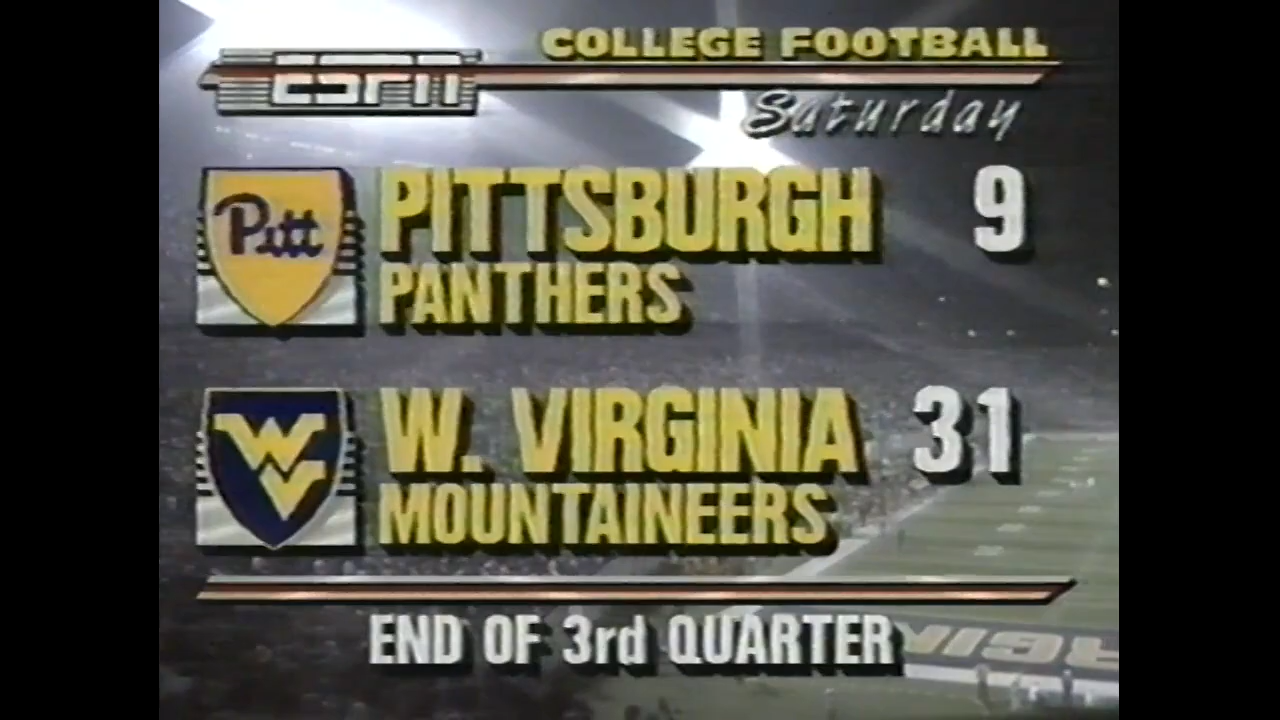 COLLEGE FOOTBALL
ESPN
Saturday
Pitt
PITTSBURGH 9
PANTHERS
WV
W. VIRGINIA 31
MOUNTAINEERS
END OF 3rd QUARTER